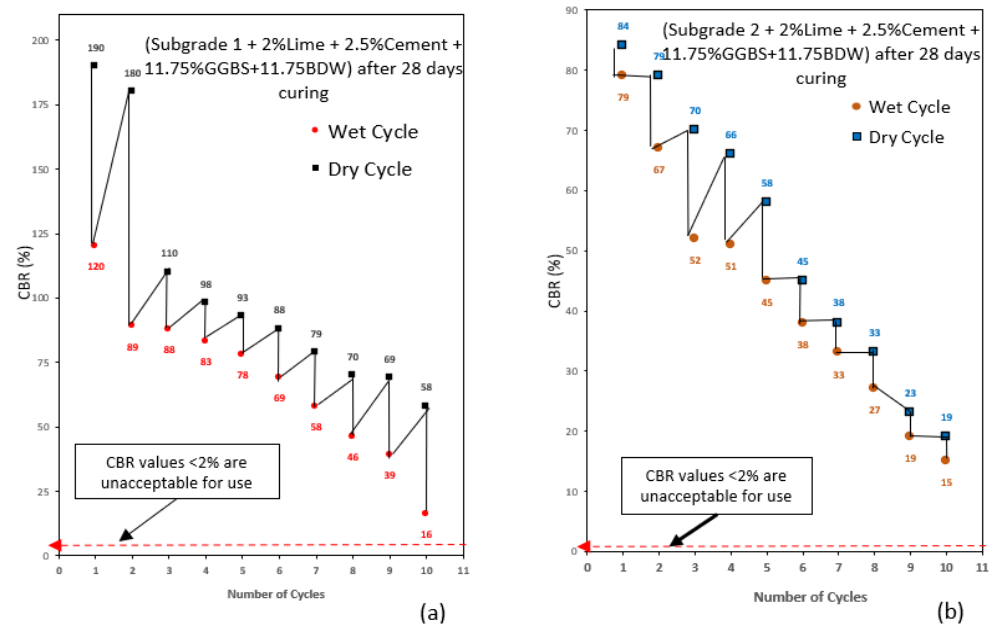 (Subgrade 1 + 2%Lime + 2.5%Cement +
11.75%GGBS+11.75BDW) after 28 days
curing
Wet Cycle
Dry Cycle
CBR (%)
200
175
150
125
100
75
50
25
0
190
180
110
98
93
88
79
70
69
58
120
89
88
83
78
69
58
46
39
16
CBR values <2% are
unacceptable for use
0 1 2 3 4 5 6 7 8 9 10 11
Number of Cycles
(a)
(Subgrade 2 + 2%Lime + 2.5%Cement +
11.75%GGBS+11.75BDW) after 28 days
curing
Wet Cycle
Dry Cycle
CBR (%)
90
80
70
60
50
40
30
20
10
0
84
79
70
66
58
45
38
33
23
19
79
67
52
51
45
38
33
27
19
15
CBR values <2% are
unacceptable for use
0 1 2 3 4 5 6 7 8 9 10 11
Number of Cycles
(b)